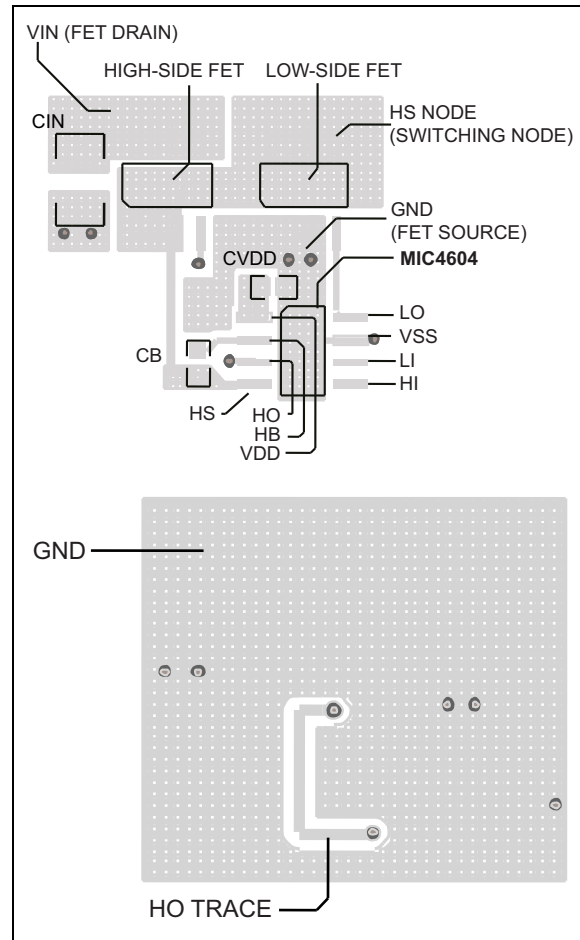 VIN (FET DRAIN)
HIGH-SIDE FET
LOW-SIDE FET
CIN
HS NODE
(SWITCHING NODE)
GND
(FET SOURCE)
CVDD
MIC4604
LO
VSS
CB
LI
HI
HS
HO
HB
VDD
GND
HO TRACE